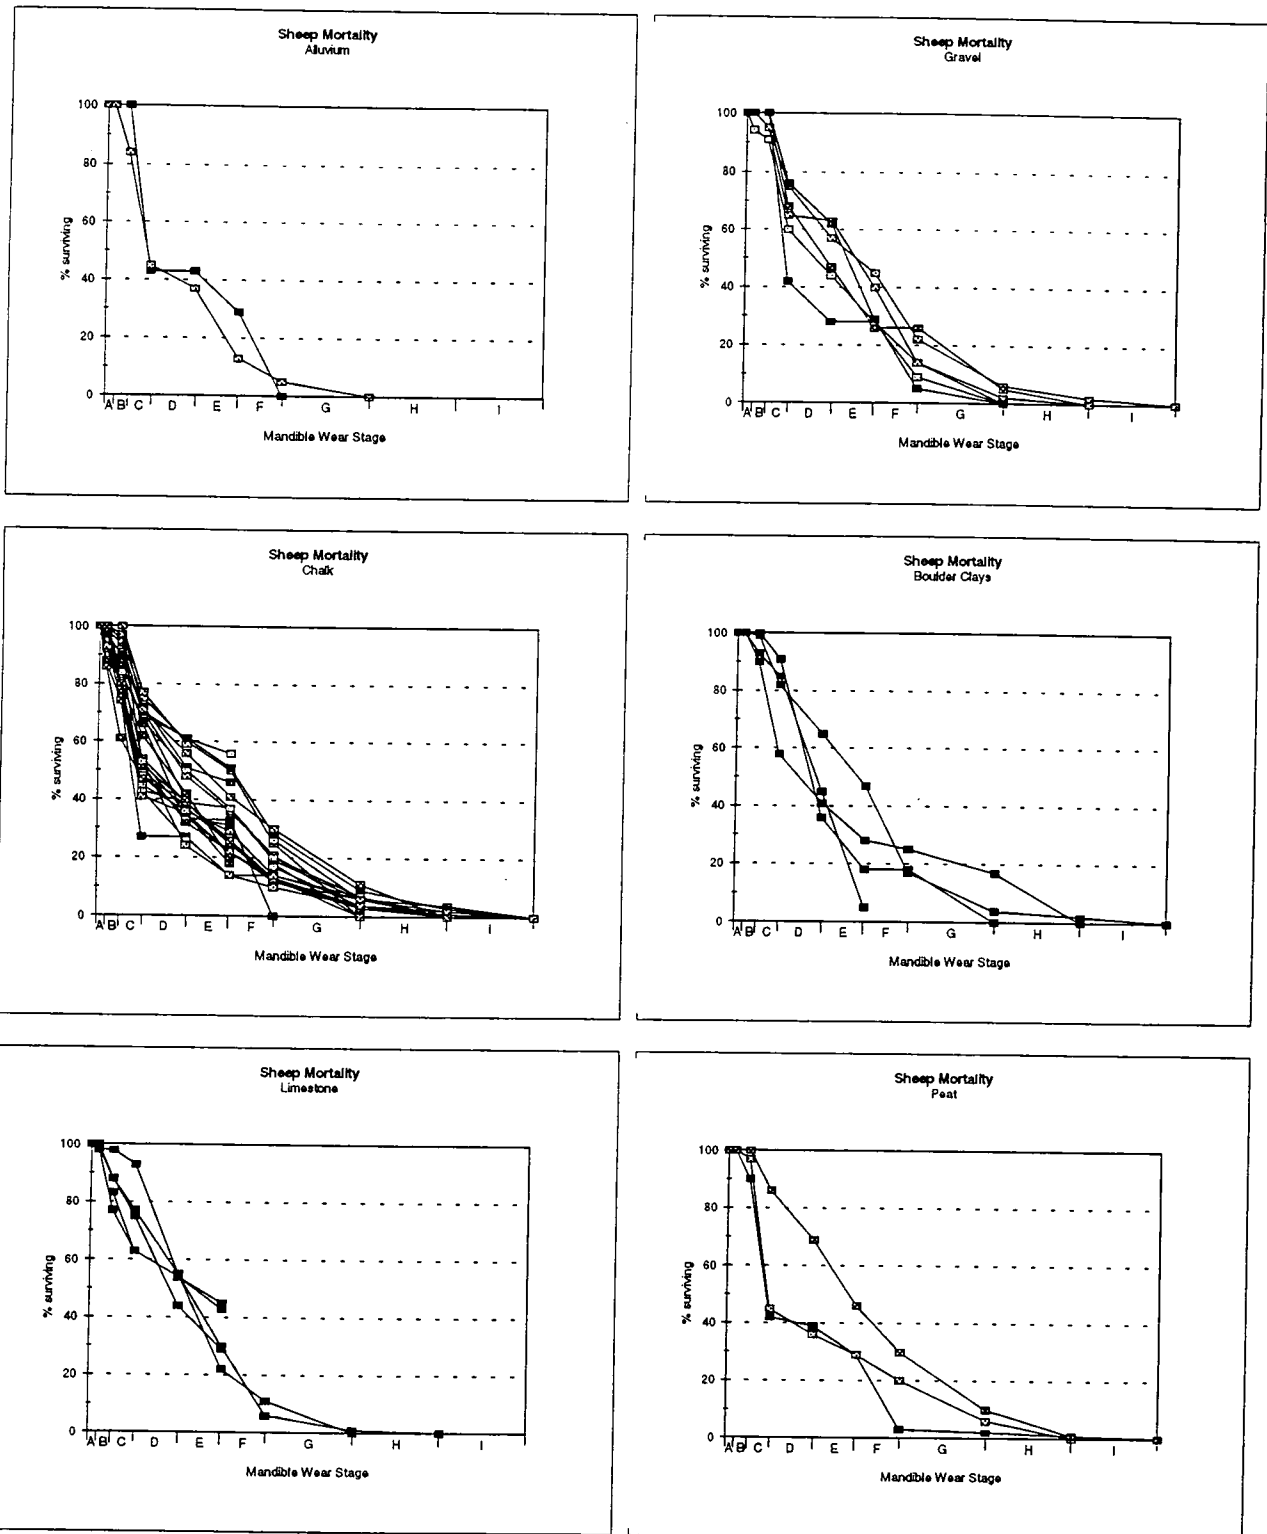 Sheep Mortality
Alluvium
100
80
60
40
20
0
% surviving
A B C D E F G H I
Mandible Wear Stage
Sheep Mortality
Gravel
100
80
60
40
20
0
% surviving
A B C D E F G H I
Mandible Wear Stage
Sheep Mortality
Chalk
100
80
60
40
20
0
% surviving
A B C D E F G H I
Mandible Wear Stage
Sheep Mortality
Boulder Clays
100
80
60
40
20
0
% surviving
A B C D E F G H I
Mandible Wear Stage
Sheep Mortality
Limestone
100
80
60
40
20
0
% surviving
A B C D E F G H I
Mandible Wear Stage
Sheep Mortality
Peat
100
80
60
40
20
0
% surviving
A B C D E F G H I
Mandible Wear Stage